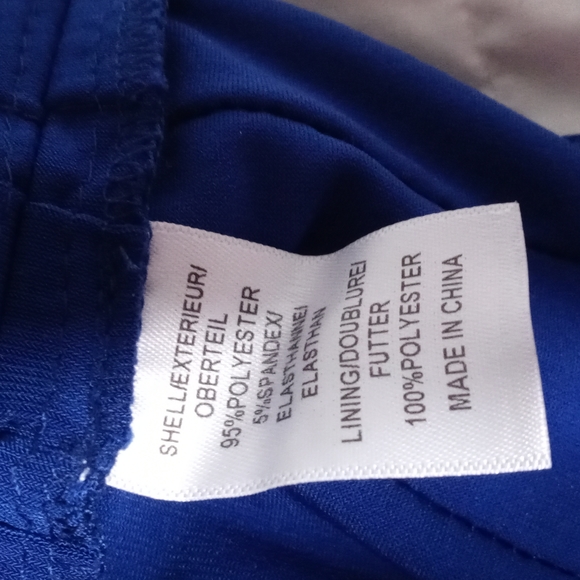 SHELL/EXTERIEUR/
OBERTEIL
95%POLYESTER
5%SPANDEX/
ELASTHANNE/
ELASTHAN
LINING/DOUBLURE/
FUTTER
100%POLYESTER
MADE IN CHINA